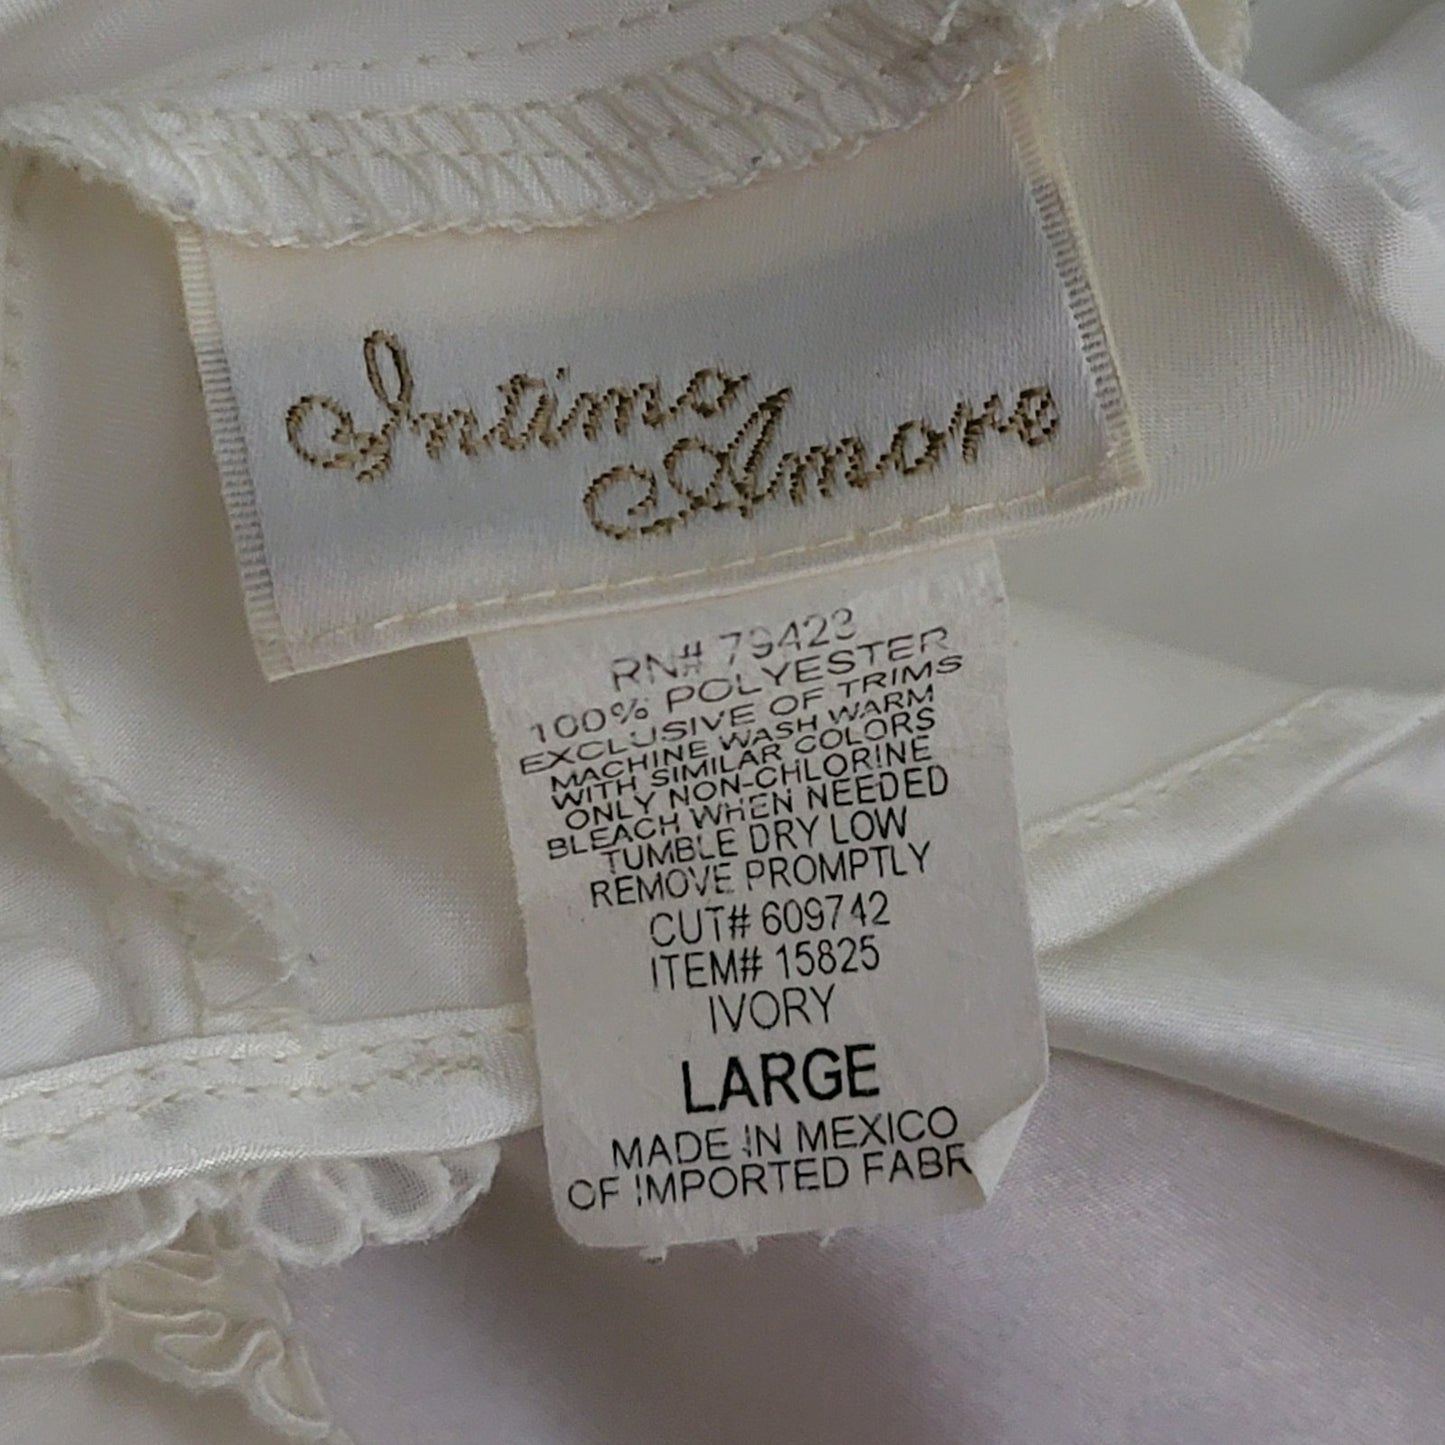 Intimo
Amore
RN# 79423
100% POLYESTER
EXCLUSIVE OF TRIMS
MACHINE WASH WARM
WITH SIMILAR COLORS
ONLY NON-CHLORINE
BLEACH WHEN NEEDED
TUMBLE DRY LOW
REMOVE PROMPTLY
CUT# 609742
ITEM# 15825
IVORY
LARGE
MADE IN MEXICO
OF IMPORTED FABR